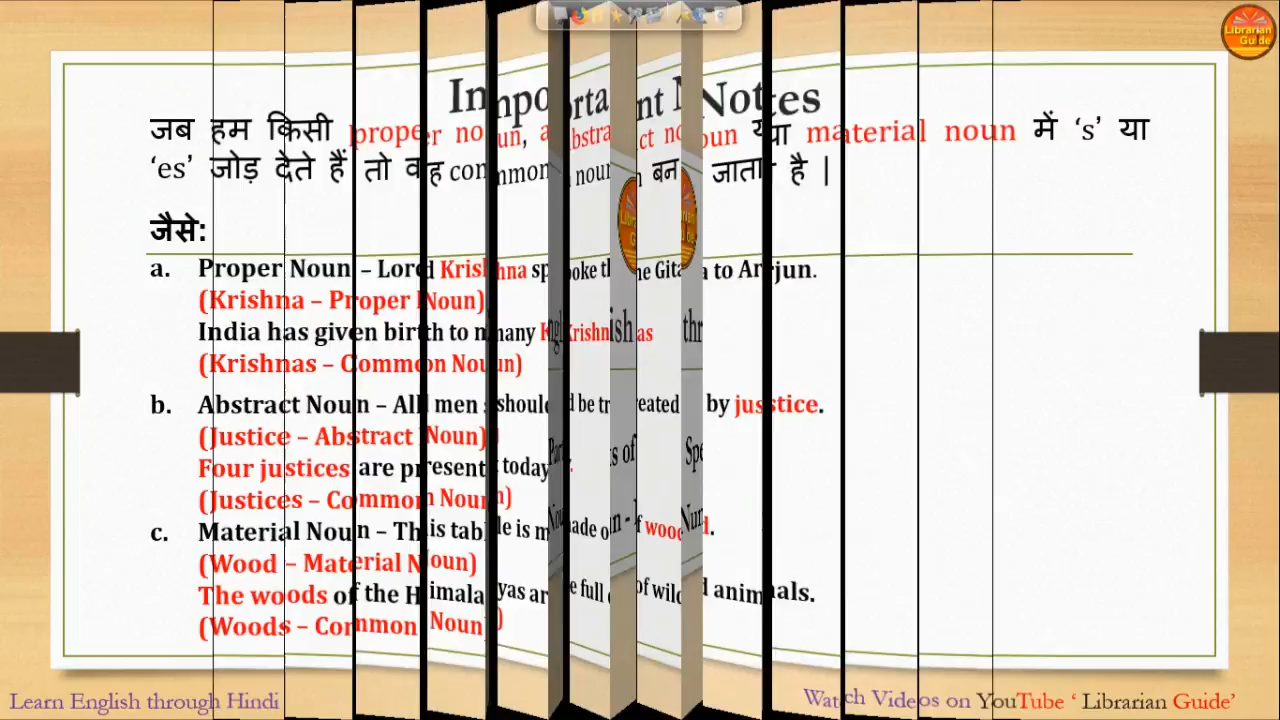 Librarian Guide
Important Notes
जब हम किसी proper noun, abstract noun या material noun में ‘s’ या
‘es’ जोड़ देते हैं तो वह common noun बन जाता है |
जैसे:
a. Proper Noun – Lord Krishna spoke the Gita to Arjun.
(Krishna – Proper Noun)
India has given birth to many Krishnas
(Krishnas – Common Noun)
b. Abstract Noun – All men should be treated by justice.
(Justice – Abstract Noun)
Four justices are present today.
(Justices – Common Noun)
c. Material Noun – This table is made of wood.
(Wood – Material Noun)
The woods of the Himalayas are full of wild animals.
(Woods – Common Noun)
Learn English through Hindi
Watch Videos on YouTube ‘ Librarian Guide’